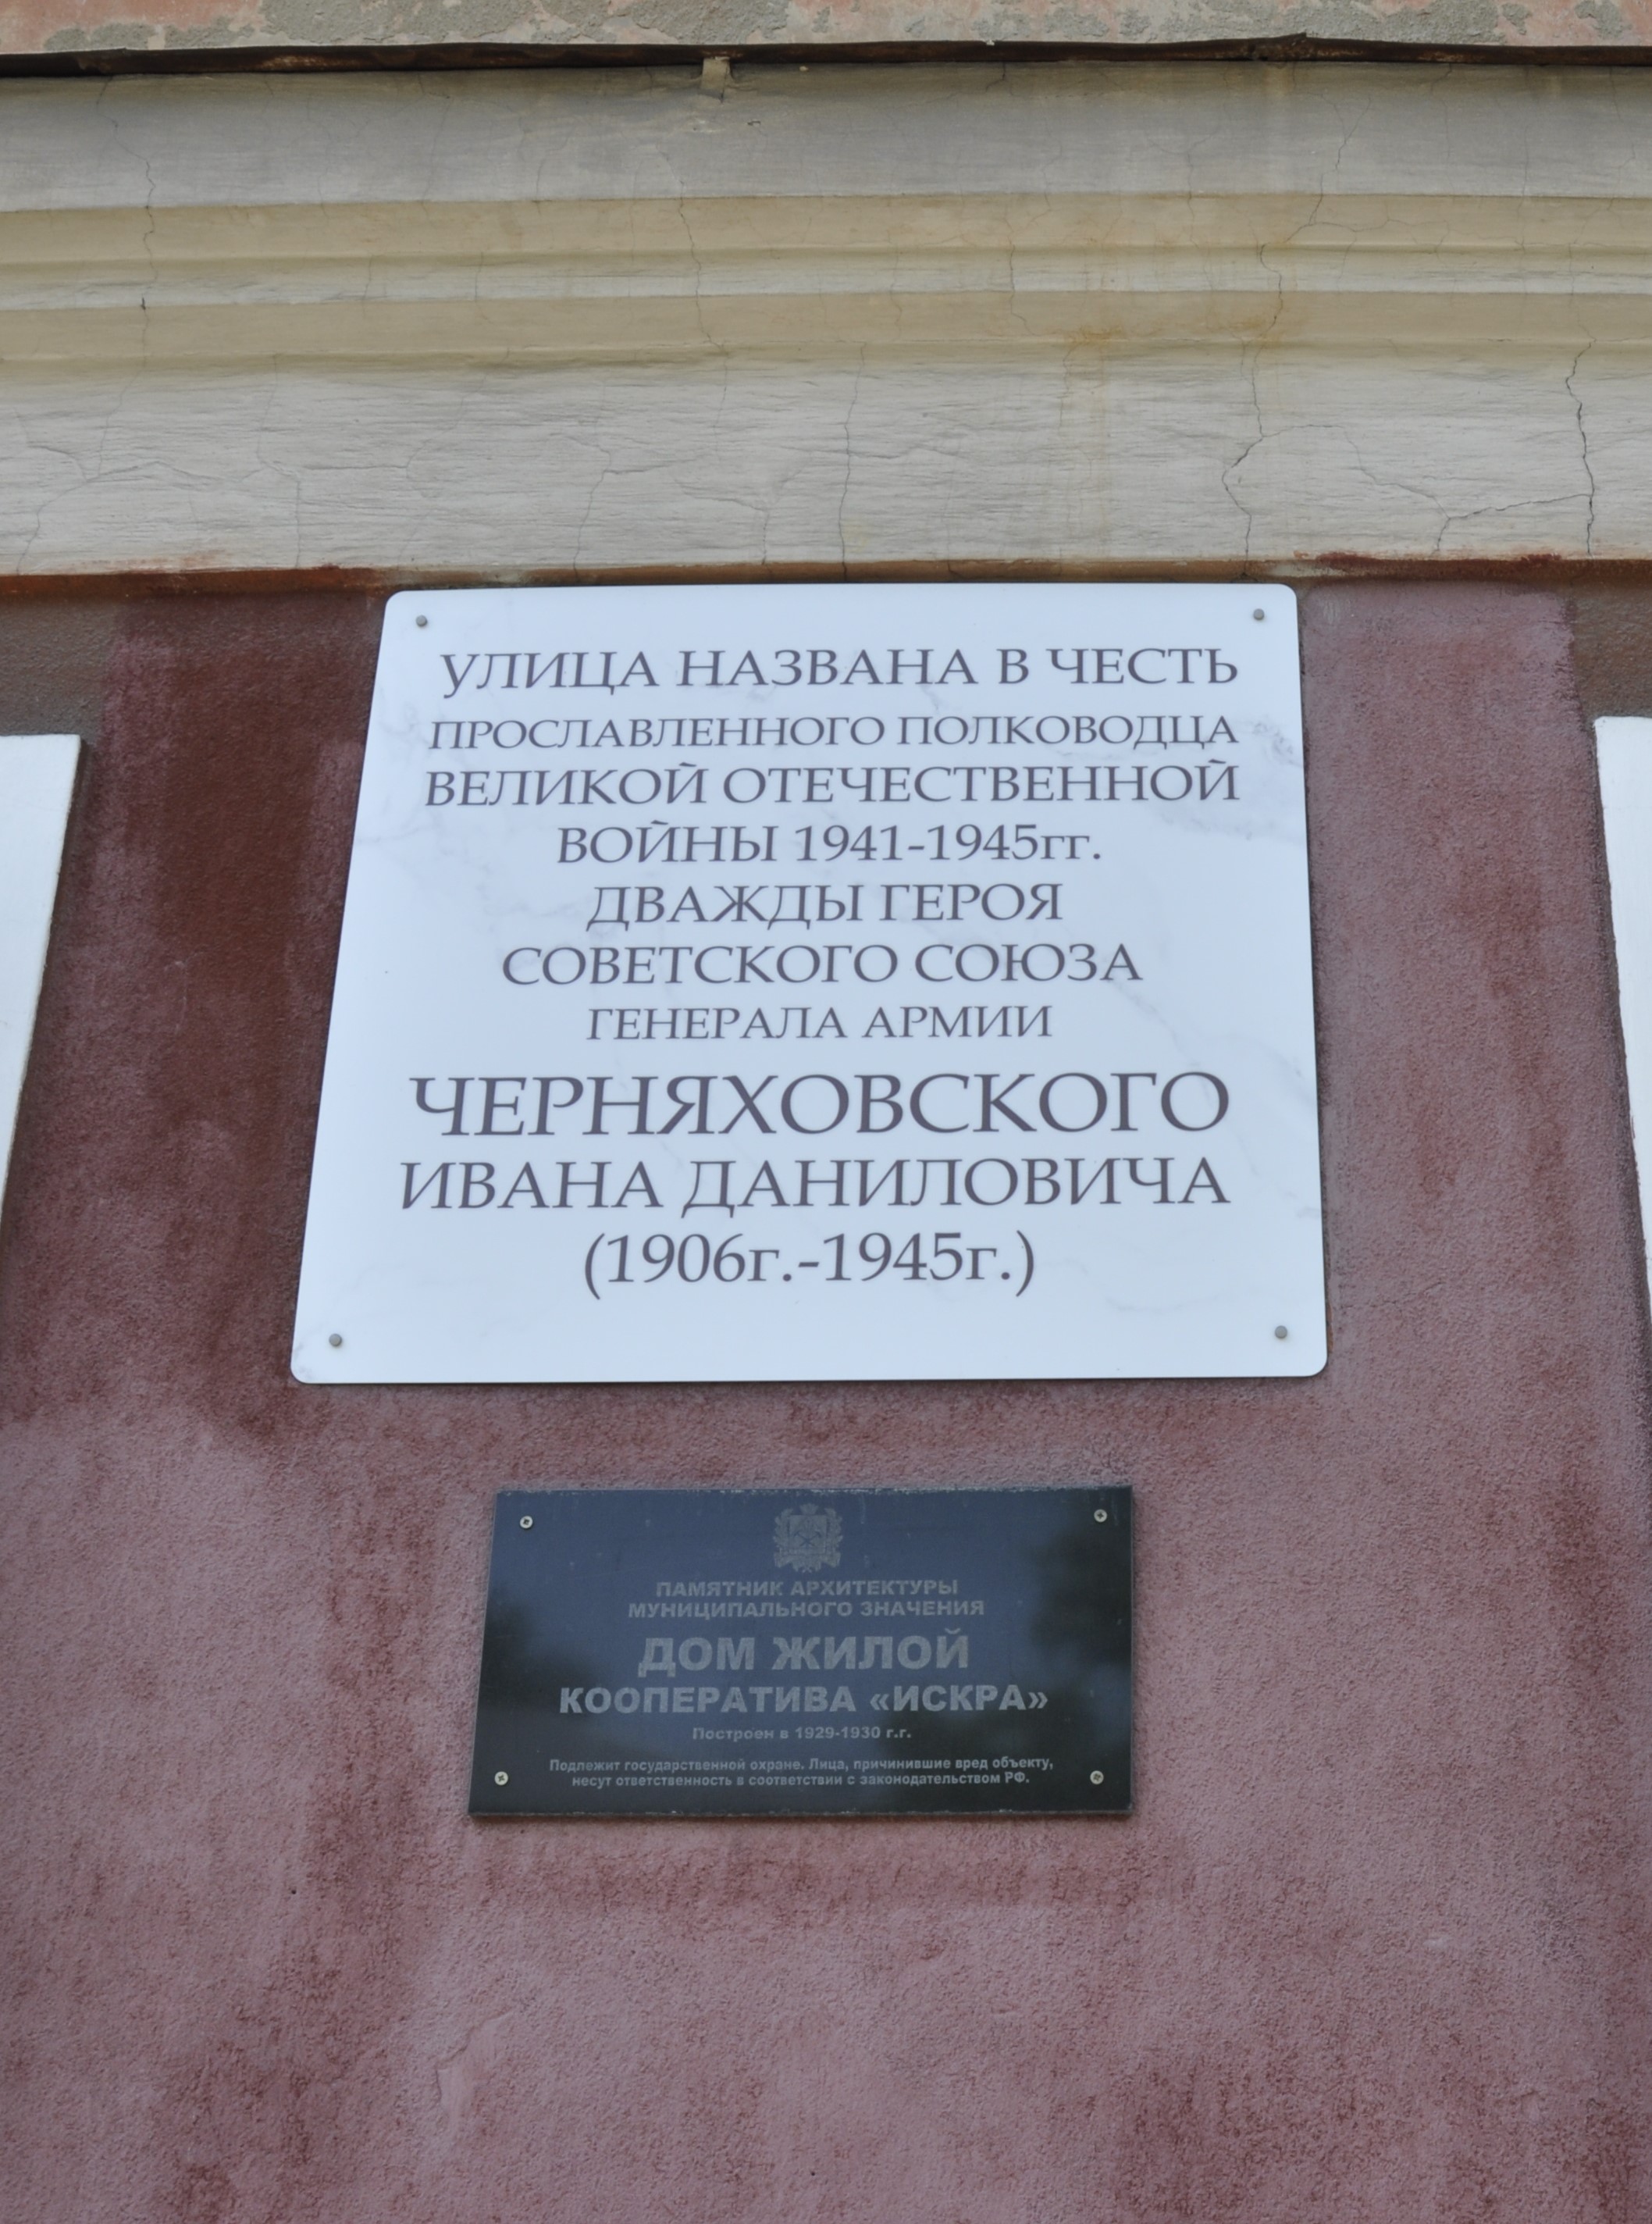 УЛИЦА НАЗВАНА В ЧЕСТЬ
ПРОСЛАВЛЕННОГО ПОЛКОВОДЦА
ВЕЛИКОЙ ОТЕЧЕСТВЕННОЙ
ВОЙНЫ 1941-1945гг.
ДВАЖДЫ ГЕРОЯ
СОВЕТСКОГО СОЮЗА
ГЕНЕРАЛА АРМИИ
ЧЕРНЯХОВСКОГО
ИВАНА ДАНИЛОВИЧА
(1906г.-1945г.)
ПАМЯТНИК АРХИТЕКТУРЫ
МУНИЦИПАЛЬНОГО ЗНАЧЕНИЯ
ДОМ ЖИЛОЙ
КООПЕРАТИВА «ИСКРА»
Построен в 1929-1930 г.г.
Подлежит государственной охране. Лица, причинившие вред объекту,
несут ответственность в соответствии с законодательством РФ.